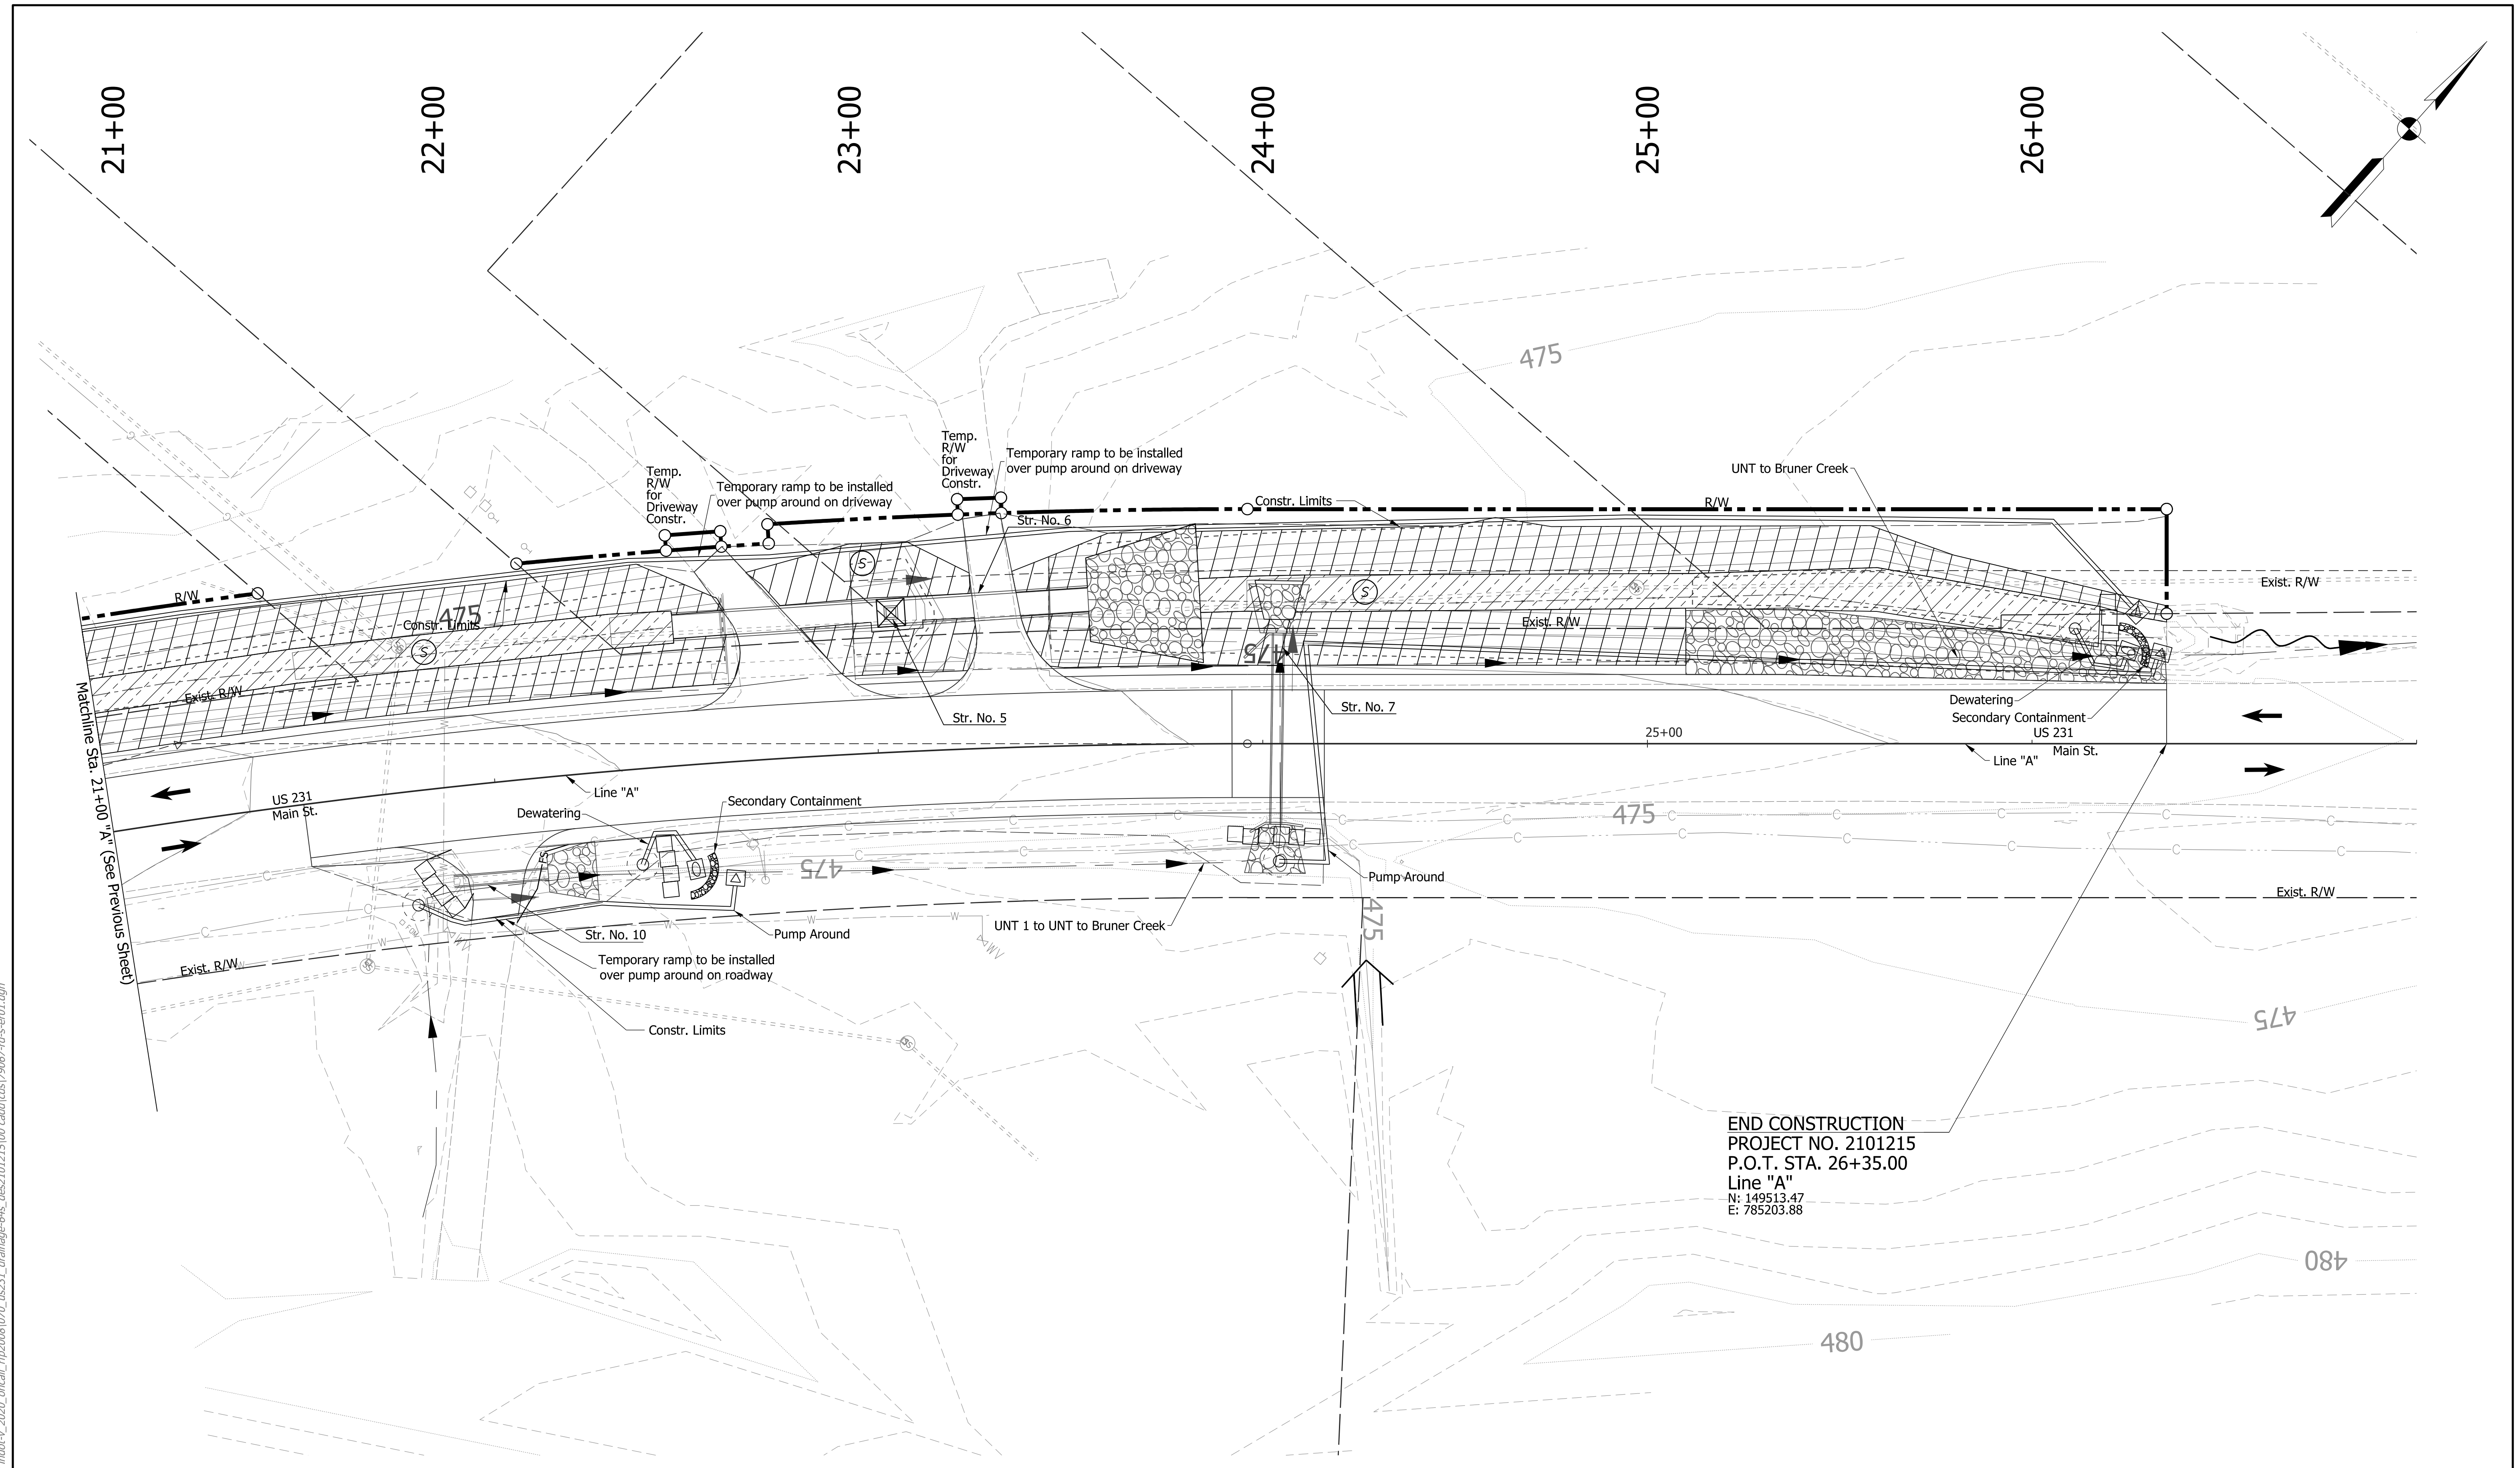 21+00
22+00
23+00
24+00
25+00
26+00
475
Temp.
R/W
for
Driveway
Constr.
Temporary ramp to be installed
over pump around on driveway
Temp.
R/W
for
Driveway
Constr.
Temporary ramp to be installed
over pump around on driveway
UNT to Bruner Creek
Constr. Limits
R/W
Str. No. 6
S
S
R/W
475
Constr. Limits
S
Exist. R/W
Exist. R/W
475
Exist. R/W
Str. No. 5
Str. No. 7
Dewatering
Secondary Containment
US 231
Main St.
25+00
Line "A"
Matchline Sta. 21+00 "A" (See Previous Sheet)
US 231
Main St.
Line "A"
Dewatering
Secondary Containment
475
475
Pump Around
Exist. R/W
UNT 1 to UNT to Bruner Creek
475
Str. No. 10
Pump Around
Temporary ramp to be installed
over pump around on roadway
Exist. R/W
Constr. Limits
475
END CONSTRUCTION
PROJECT NO. 2101215
P.O.T. STA. 26+35.00
Line "A"
N: 149513.47
E: 785203.88
480
480